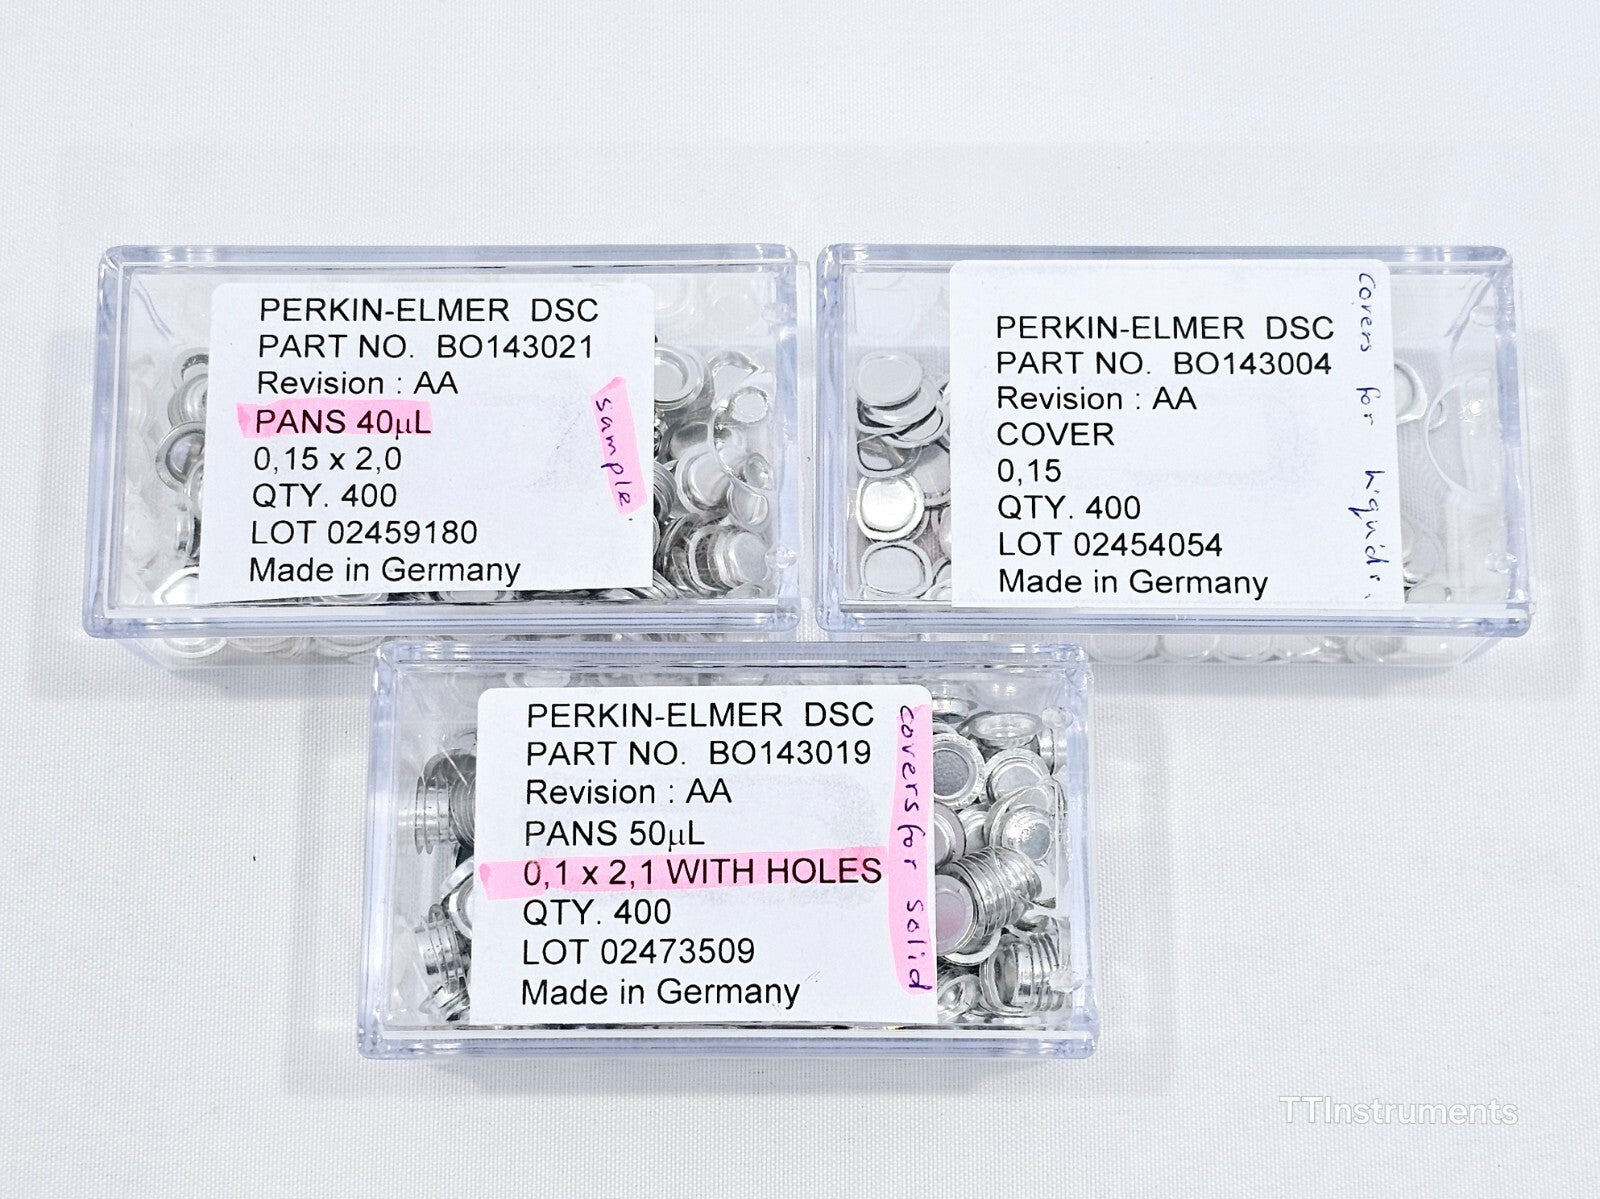 PERKIN-ELMER DSC
PART NO. BO143021
Revision : AA
PANS 40µL
0,15 x 2,0
QTY. 400
LOT 02459180
Made in Germany
sample
PERKIN-ELMER DSC
PART NO. BO143004
Revision : AA
COVER
0,15
QTY. 400
LOT 02454054
Made in Germany
covers for liquids
PERKIN-ELMER DSC
PART NO. BO143019
Revision : AA
PANS 50µL
0,1 x 2,1 WITH HOLES
QTY. 400
LOT 02473509
Made in Germany
covers for solid
TTInstruments